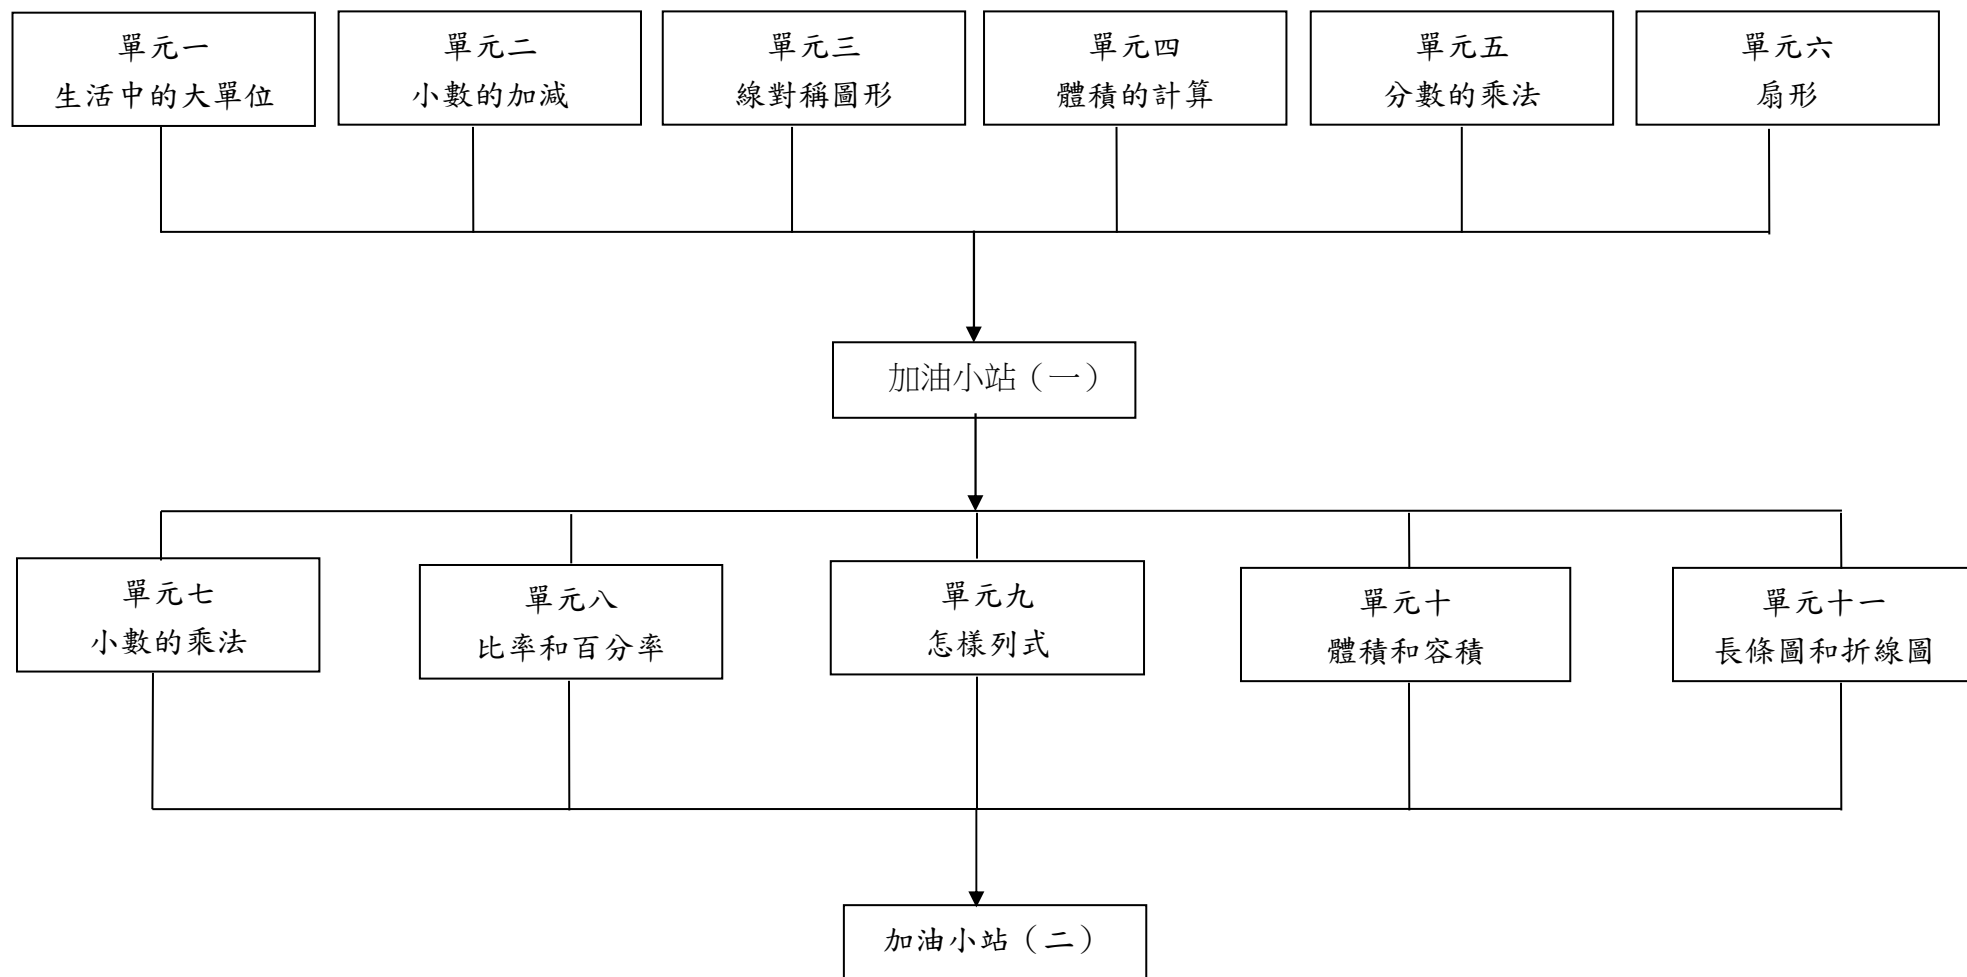 單元一
生活中的大單位
單元二
小數的加減
單元三
線對稱圖形
單元四
體積的計算
單元五
分數的乘法
單元六
扇形
加油小站（一）
單元七
小數的乘法
單元八
比率和百分率
單元九
怎樣列式
單元十
體積和容積
單元十一
長條圖和折線圖
加油小站（二）